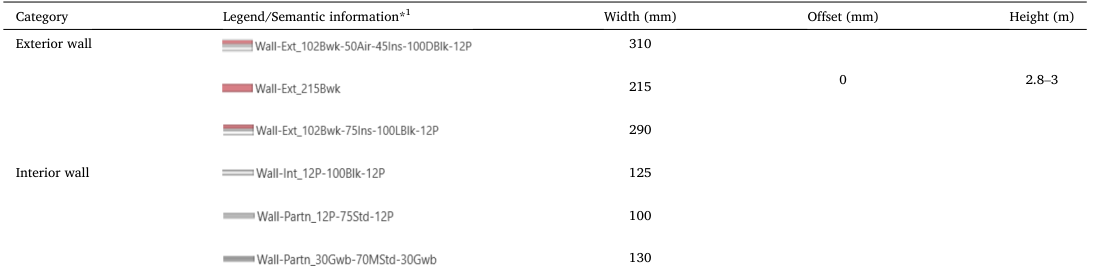 Category Legend/Semantic information*1 Width (mm) Offset (mm) Height (m)
Exterior wall Wall-Ext_102Bwk-50Air-45Ins-100DBlk-12P 310
Wall-Ext_215Bwk 215 0 2.8–3
Wall-Ext_102Bwk-75Ins-100LBlk-12P 290
Interior wall Wall-Int_12P-100Blk-12P 125
Wall-Partn_12P-75Std-12P 100
Wall-Partn_30Gwb-70MStd-30Gwb 130